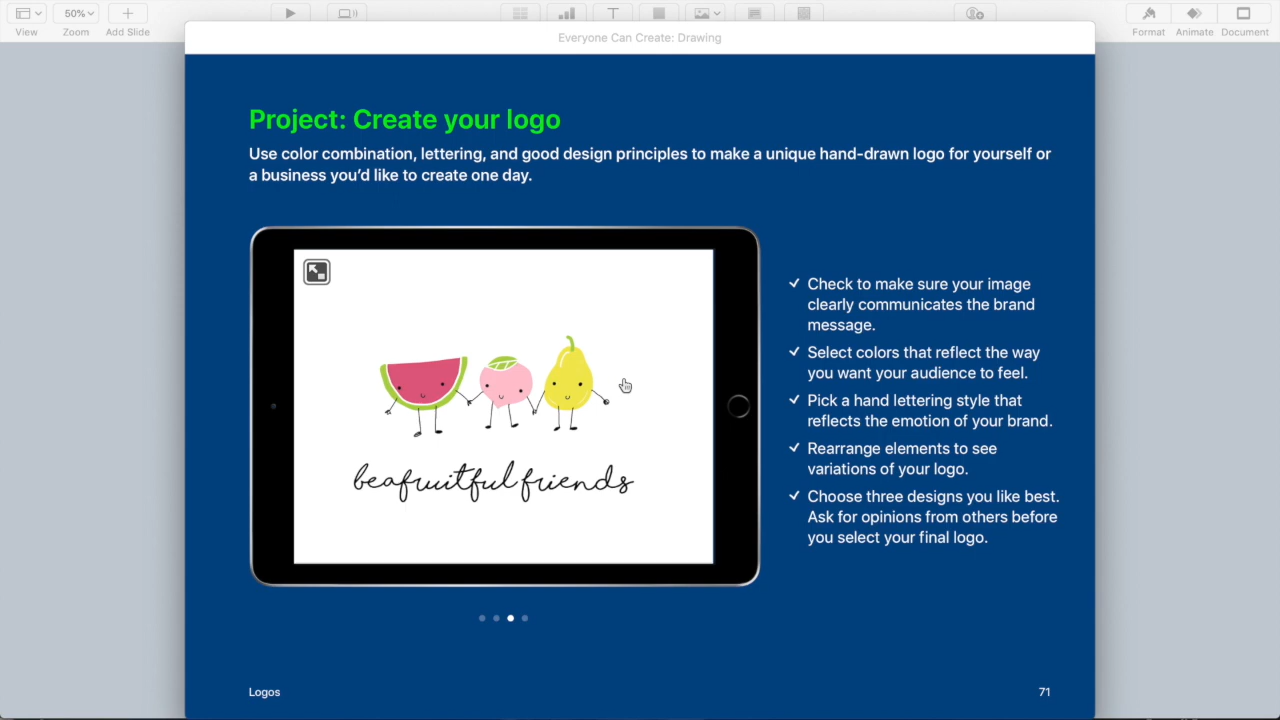 50%
View
Zoom
Add Slide
Format
Animate
Document
Everyone Can Create: Drawing
Project: Create your logo
Use color combination, lettering, and good design principles to make a unique hand-drawn logo for yourself or
a business you’d like to create one day.
beafruitful friends
Check to make sure your image
clearly communicates the brand
message.
Select colors that reflect the way
you want your audience to feel.
Pick a hand lettering style that
reflects the emotion of your brand.
Rearrange elements to see
variations of your logo.
Choose three designs you like best.
Ask for opinions from others before
you select your final logo.
Logos
71